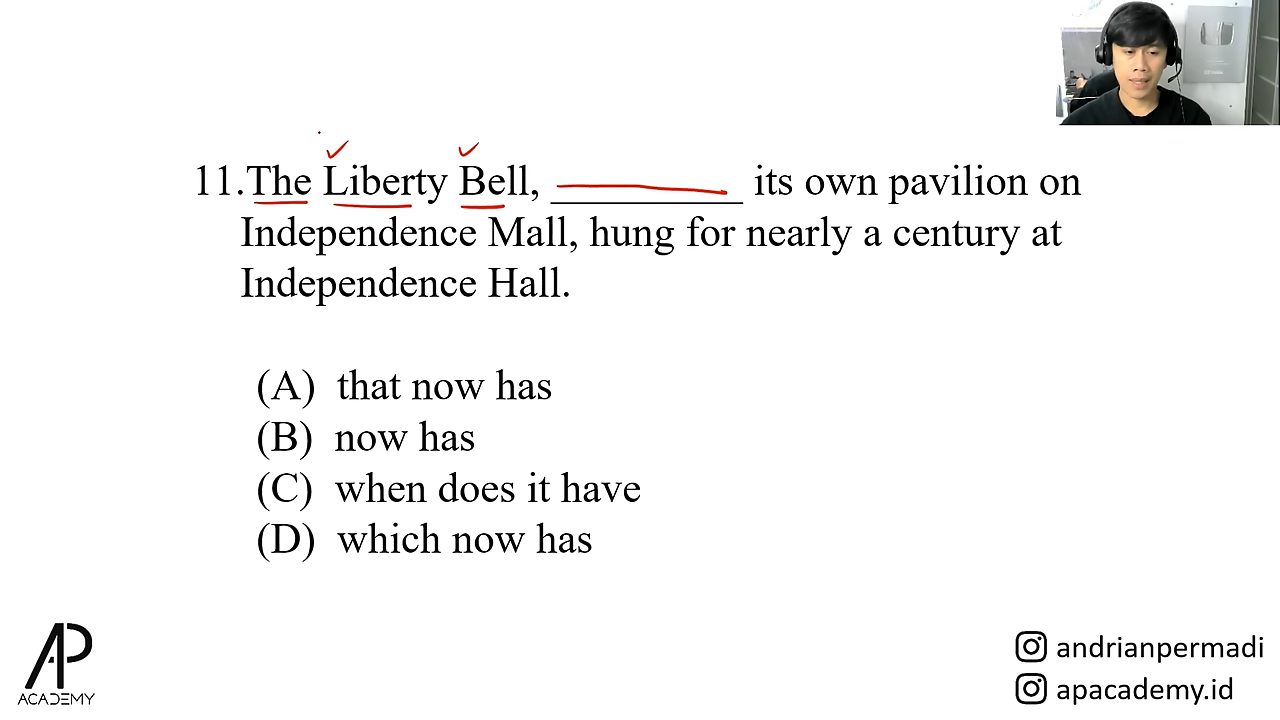 11.The Liberty Bell, __________ its own pavilion on
Independence Mall, hung for nearly a century at
Independence Hall.
(A) that now has
(B) now has
(C) when does it have
(D) which now has
AP
ACADEMY
andrianpermadi
apacademy.id